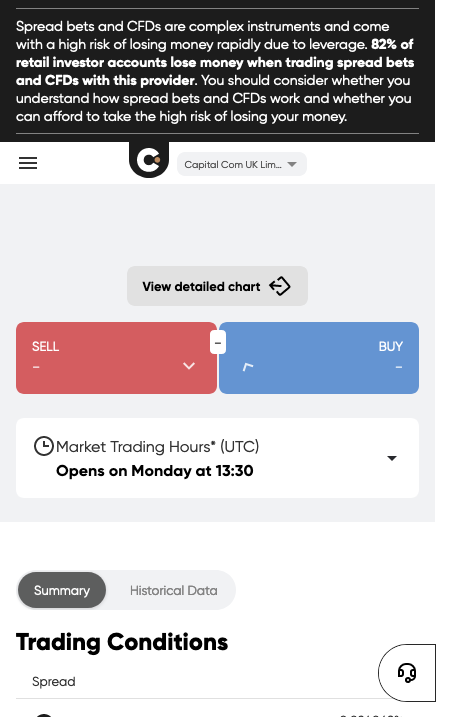 Spread bets and CFDs are complex instruments and come
with a high risk of losing money rapidly due to leverage. 82% of
retail investor accounts lose money when trading spread bets
and CFDs with this provider. You should consider whether you
understand how spread bets and CFDs work and whether you
can afford to take the high risk of losing your money.
Capital Com UK Lim...
View detailed chart
SELL
-
-
BUY
-
Market Trading Hours* (UTC)
Opens on Monday at 13:30
Summary
Historical Data
Trading Conditions
Spread